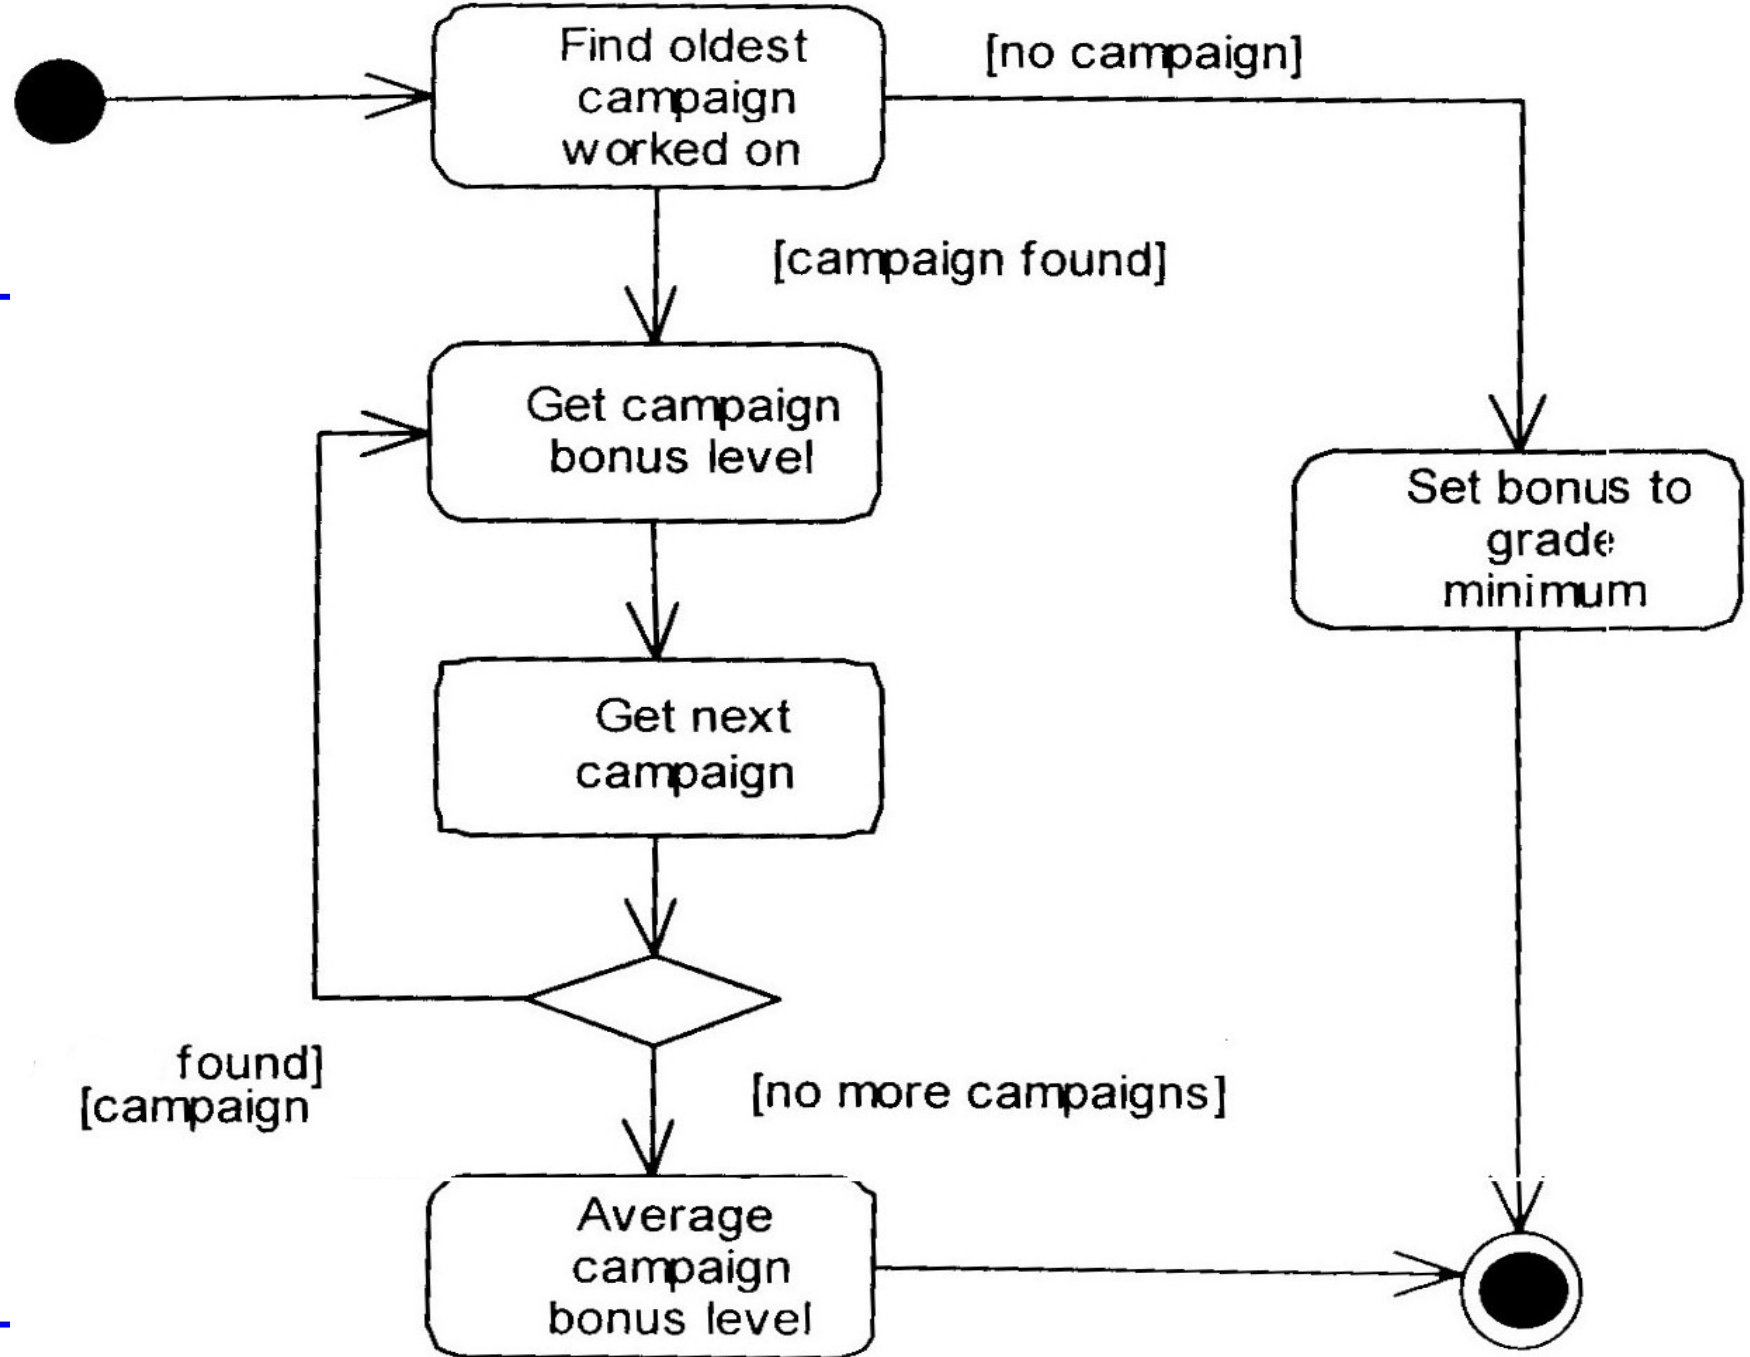 Find oldest
campaign
worked on
[no campaign]
[campaign found]
Get campaign
bonus level
Set bonus to
grade
minimum
Get next
campaign
found]
[campaign
[no more campaigns]
Average
campaign
bonus level